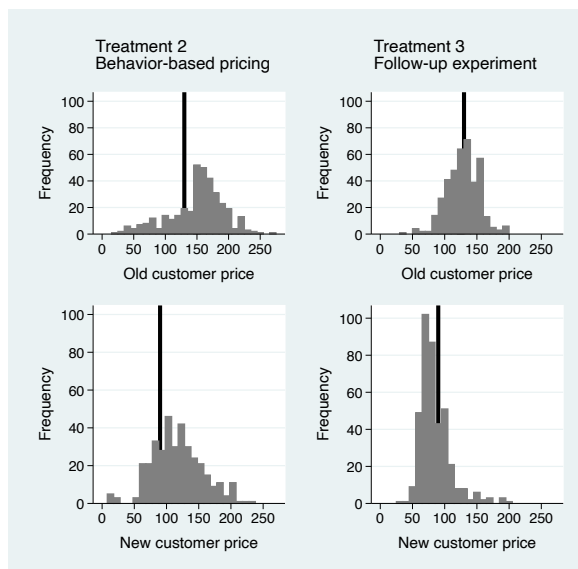 Treatment 2
Behavior-based pricing
Treatment 3
Follow-up experiment
Frequency
100
80
60
40
20
0
0 50 100 150 200 250
Old customer price
Frequency
100
80
60
40
20
0
0 50 100 150 200 250
Old customer price
Frequency
100
80
60
40
20
0
0 50 100 150 200 250
New customer price
Frequency
100
80
60
40
20
0
0 50 100 150 200 250
New customer price